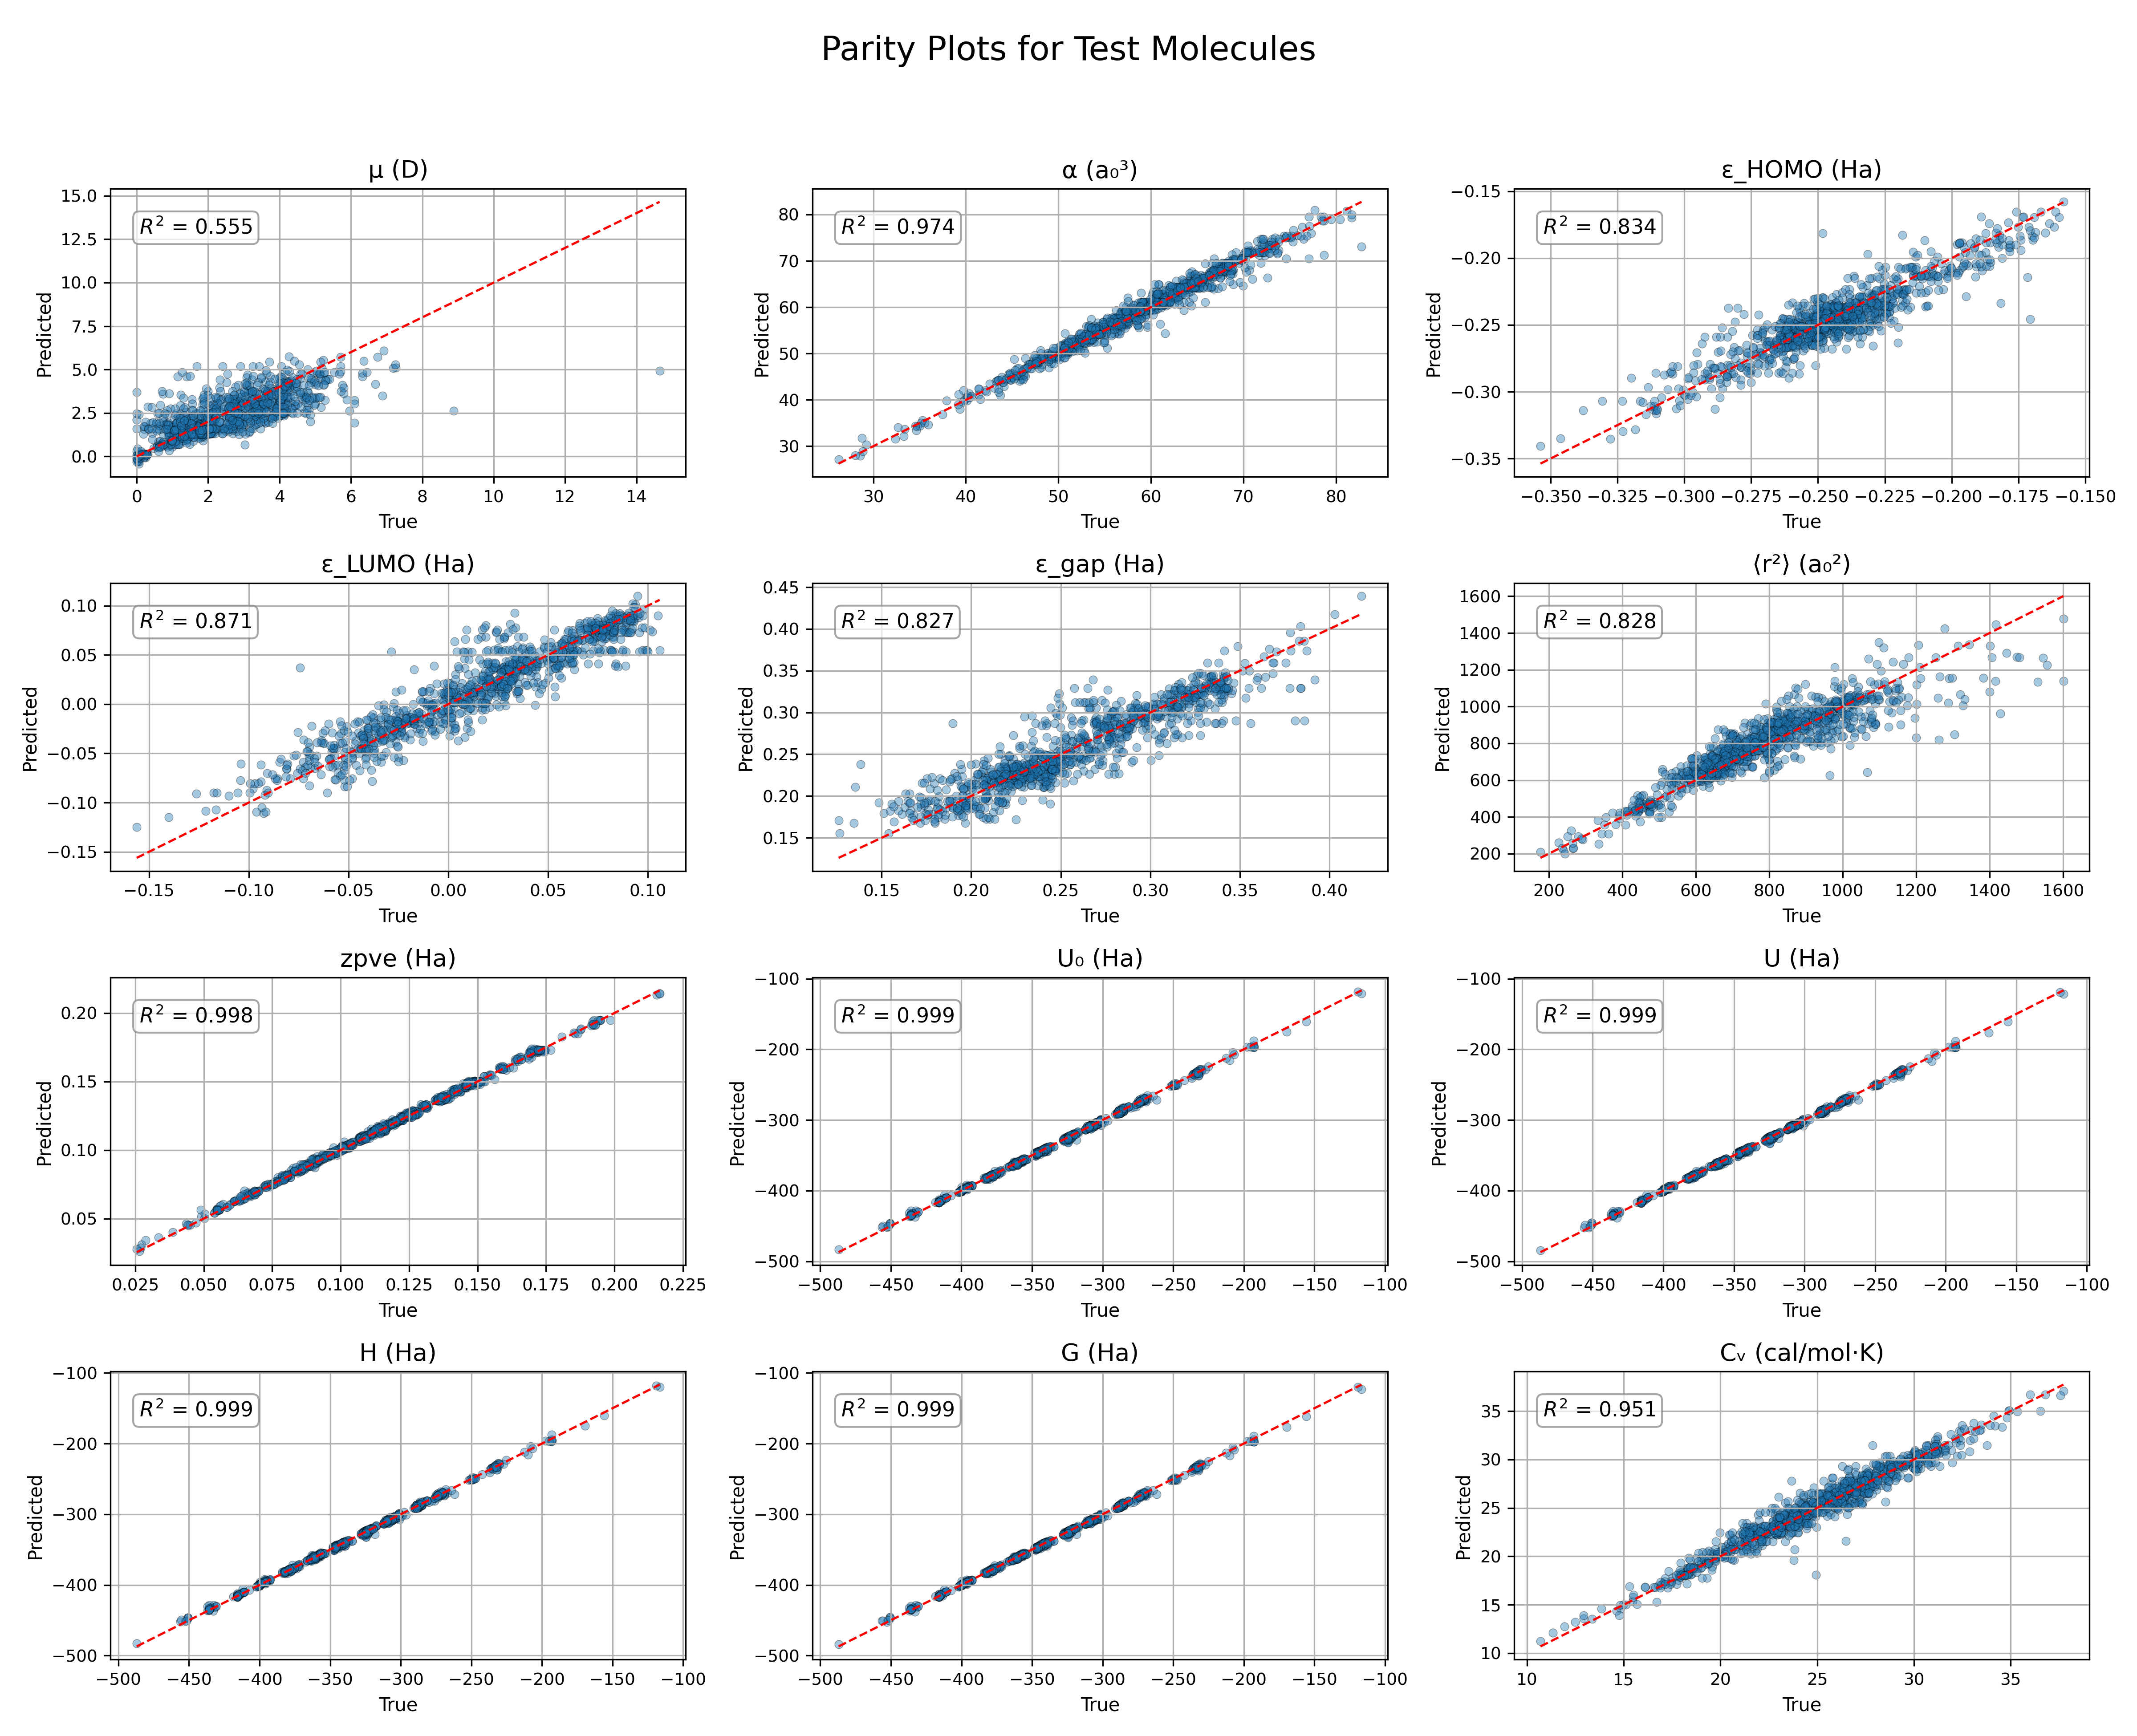 Parity Plots for Test Molecules
μ (D)
R² = 0.555
15.0
12.5
10.0
7.5
5.0
2.5
0.0
Predicted
0 2 4 6 8 10 12 14
True
α (a₀³)
R² = 0.974
80
70
60
50
40
30
Predicted
30 40 50 60 70 80
True
ε_HOMO (Ha)
R² = 0.834
−0.15
−0.20
−0.25
−0.30
−0.35
Predicted
−0.350 −0.325 −0.300 −0.275 −0.250 −0.225 −0.200 −0.175 −0.150
True
ε_LUMO (Ha)
R² = 0.871
0.10
0.05
0.00
−0.05
−0.10
−0.15
Predicted
−0.15 −0.10 −0.05 0.00 0.05 0.10
True
ε_gap (Ha)
R² = 0.827
0.45
0.40
0.35
0.30
0.25
0.20
0.15
Predicted
0.15 0.20 0.25 0.30 0.35 0.40
True
⟨r²⟩ (a₀²)
R² = 0.828
1600
1400
1200
1000
800
600
400
200
Predicted
200 400 600 800 1000 1200 1400 1600
True
zpve (Ha)
R² = 0.998
0.20
0.15
0.10
0.05
Predicted
0.025 0.050 0.075 0.100 0.125 0.150 0.175 0.200 0.225
True
U₀ (Ha)
R² = 0.999
−100
−200
−300
−400
−500
Predicted
−500 −450 −400 −350 −300 −250 −200 −150 −100
True
U (Ha)
R² = 0.999
−100
−200
−300
−400
−500
Predicted
−500 −450 −400 −350 −300 −250 −200 −150 −100
True
H (Ha)
R² = 0.999
−100
−200
−300
−400
−500
Predicted
−500 −450 −400 −350 −300 −250 −200 −150 −100
True
G (Ha)
R² = 0.999
−100
−200
−300
−400
−500
Predicted
−500 −450 −400 −350 −300 −250 −200 −150 −100
True
Cᵥ (cal/mol·K)
R² = 0.951
35
30
25
20
15
10
Predicted
10 15 20 25 30 35
True